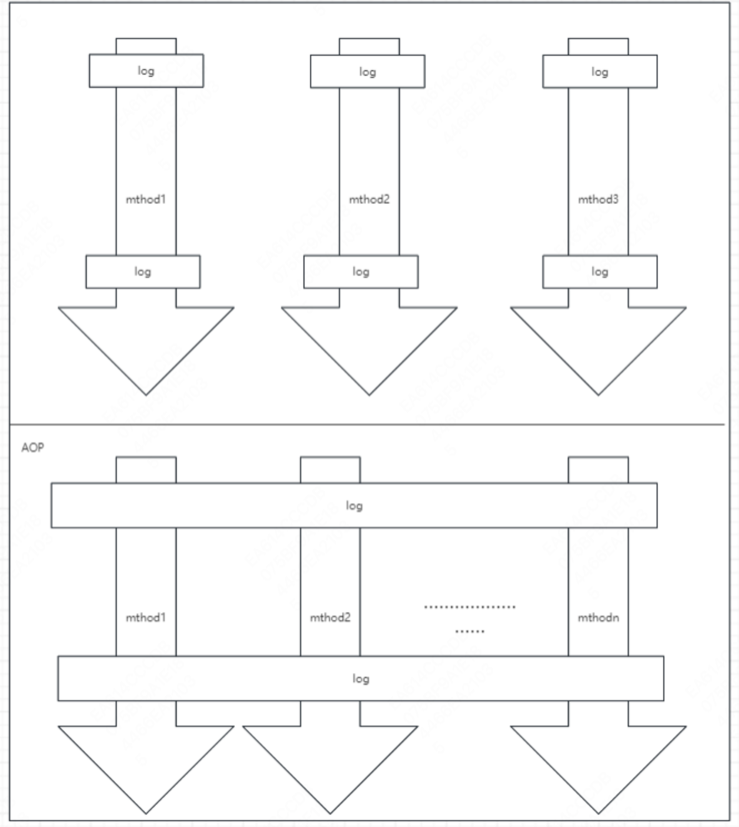 log log log
mthod1 mthod2 mthod3
log log log
AOP
log
..................
mthod1 mthod2 ...... mthodn
log